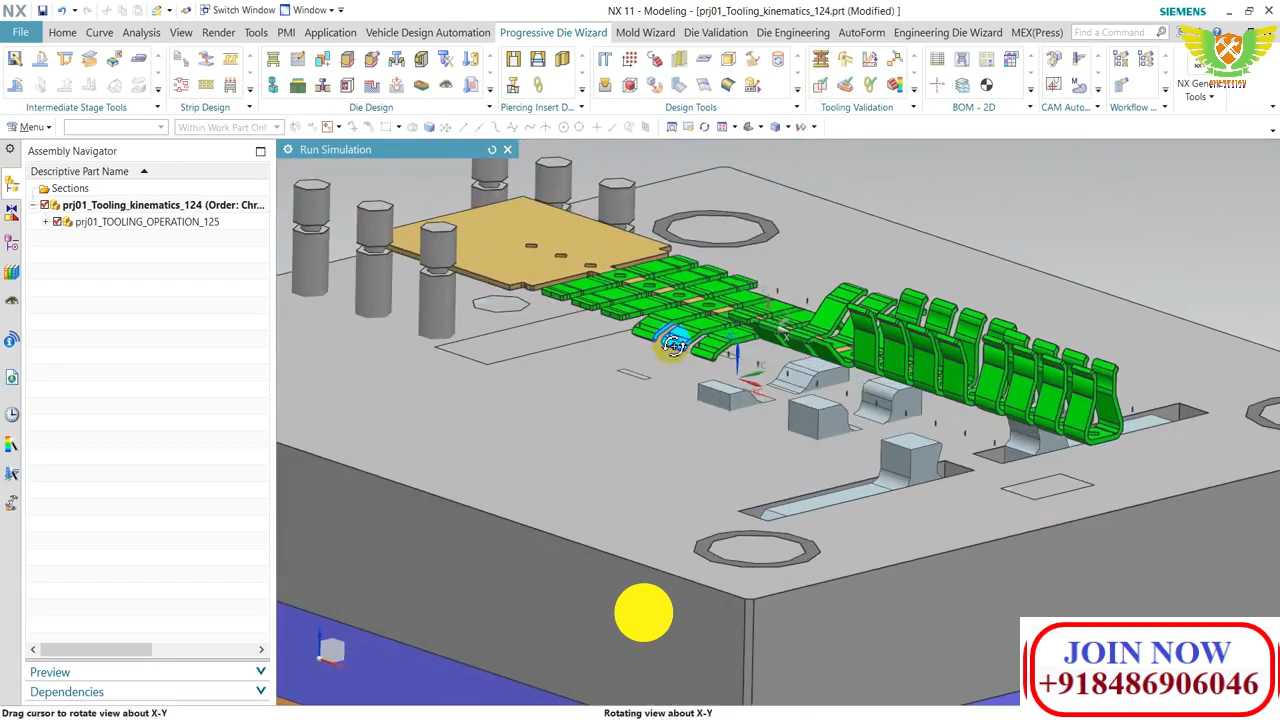 NX
Switch Window
Window
NX 11 - Modeling - [prj01_Tooling_kinematics_124.prt (Modified) ]
SIEMENS
File
Home
Curve
Analysis
View
Render
Tools
PMI
Application
Vehicle Design Automation
Progressive Die Wizard
Mold Wizard
Die Validation
Die Engineering
AutoForm
Engineering Die Wizard
MEX(Press)
Find a Command
Intermediate Stage Tools
Strip Design
Die Design
Piercing Insert D...
Design Tools
Tooling Validation
BOM - 2D
CAM Auto...
Workflow ...
Tools
Menu
Within Work Part Onl
Assembly Navigator
Run Simulation
Descriptive Part Name
Sections
prj01_Tooling_kinematics_124 (Order: Chr...
prj01_TOOLING_OPERATION_125
X
Preview
Dependencies
JOIN NOW
+918486906046
Drag cursor to rotate view about X-Y
Rotating view about X-Y